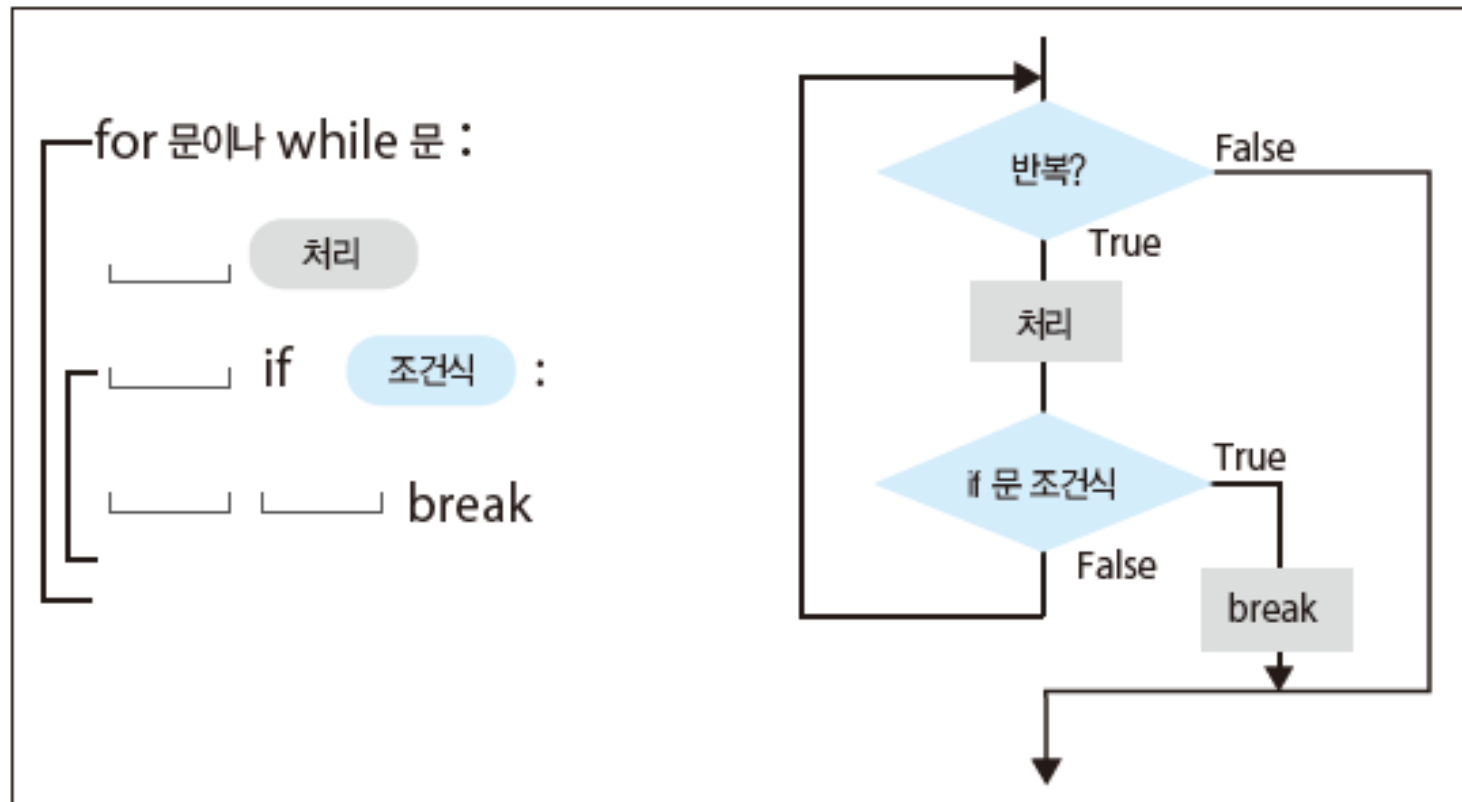 for 문이나 while 문 :
처리
if 조건식 :
break
반복?
False
True
처리
if 문 조건식
True
False
break